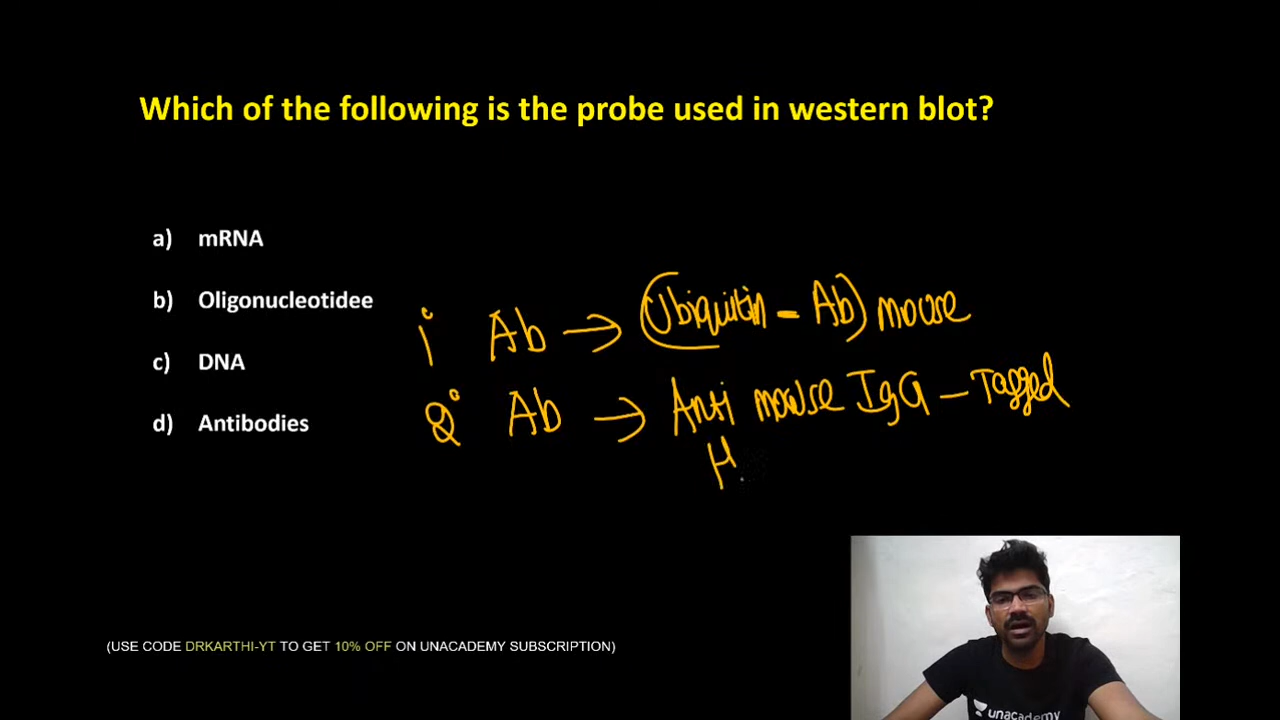 Which of the following is the probe used in western blot?
a) mRNA
b) Oligonucleotidee
c) DNA
d) Antibodies
1° Ab → (Ubiquitin - Ab) mouse
2° Ab → Anti mouse IgG - Tagged
H
(USE CODE DRKARTHI-YT TO GET 10% OFF ON UNACADEMY SUBSCRIPTION)
unacademy